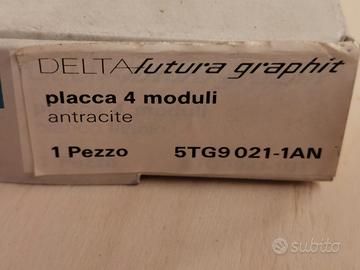 DELTA futura graphit
placca 4 moduli
antracite
1 Pezzo 5TG9 021-1AN
subito